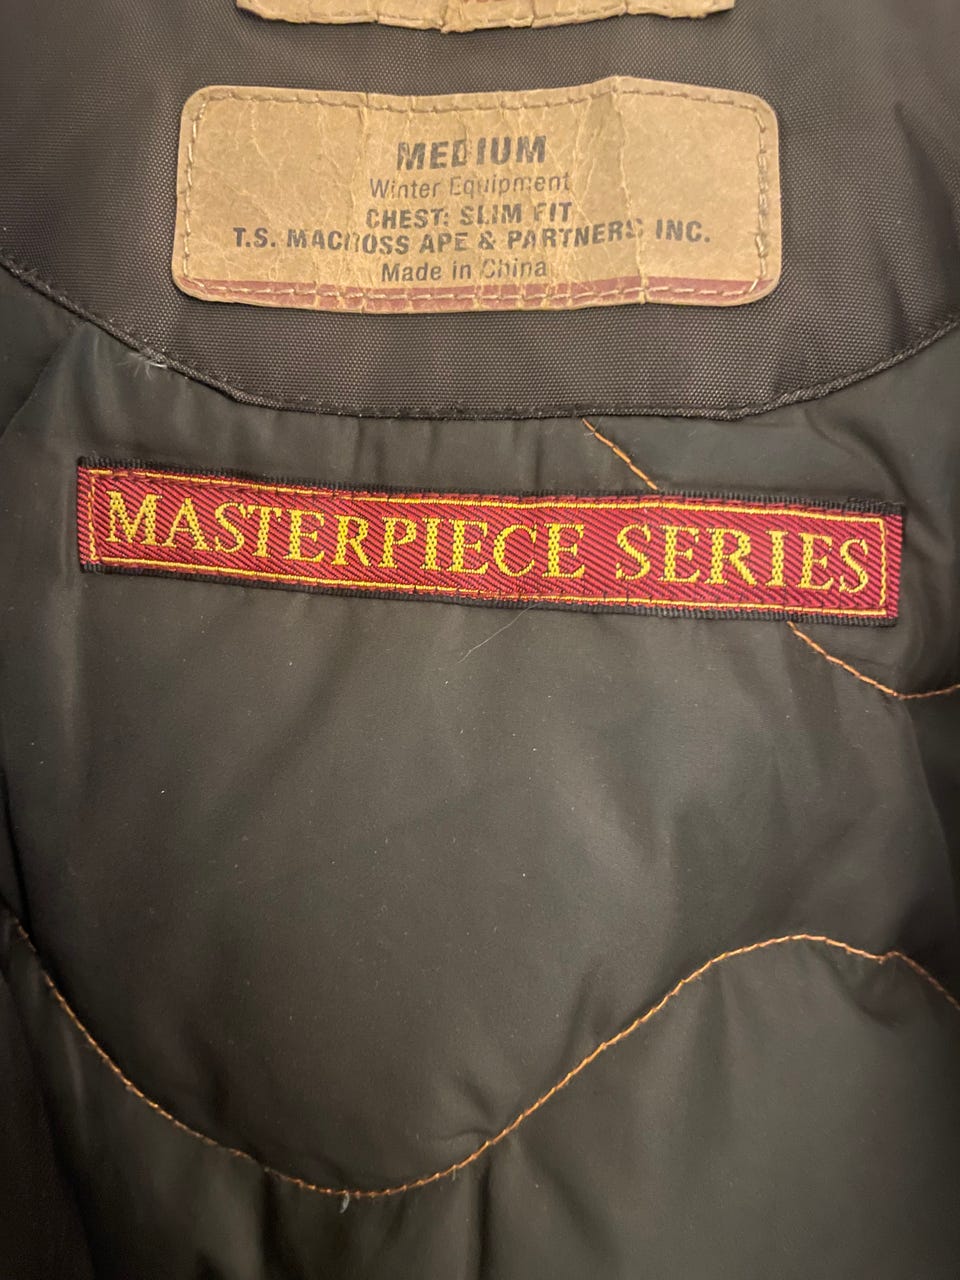 MEDIUM
Winter Equipment
CHEST: SLIM FIT
T.S. MACROSS APE & PARTNERS INC.
Made in China
MASTERPIECE SERIES